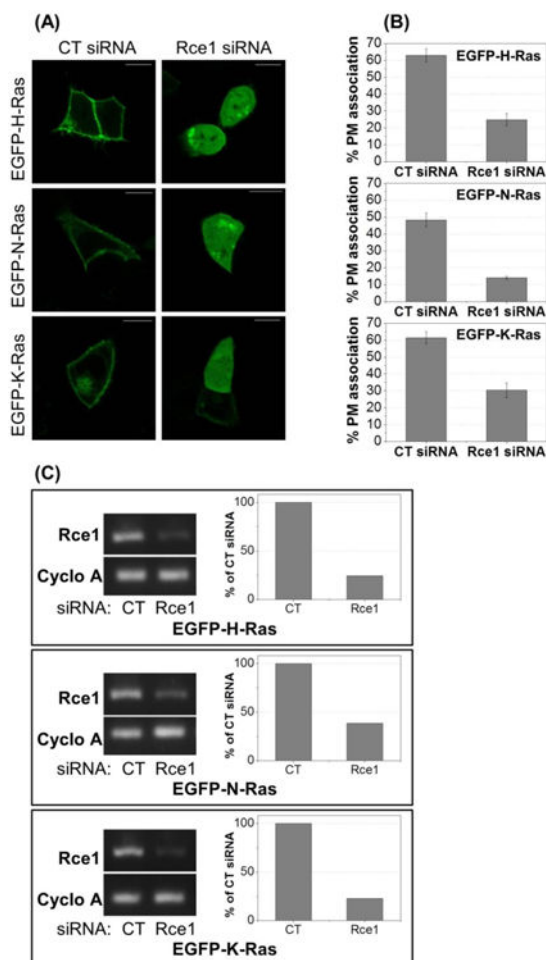 (A)
CT siRNA Rce1 siRNA
EGFP-H-Ras
EGFP-N-Ras
EGFP-K-Ras
(B)
EGFP-H-Ras
% PM association
70
60
50
40
30
20
10
0
CT siRNA Rce1 siRNA
EGFP-N-Ras
% PM association
70
60
50
40
30
20
10
0
CT siRNA Rce1 siRNA
EGFP-K-Ras
% PM association
70
60
50
40
30
20
10
0
CT siRNA Rce1 siRNA
(C)
Rce1
Cyclo A
siRNA: CT Rce1
% of CT siRNA
100
50
0
CT Rce1
EGFP-H-Ras
Rce1
Cyclo A
siRNA: CT Rce1
% of CT siRNA
100
50
0
CT Rce1
EGFP-N-Ras
Rce1
Cyclo A
siRNA: CT Rce1
% of CT siRNA
100
50
0
CT Rce1
EGFP-K-Ras